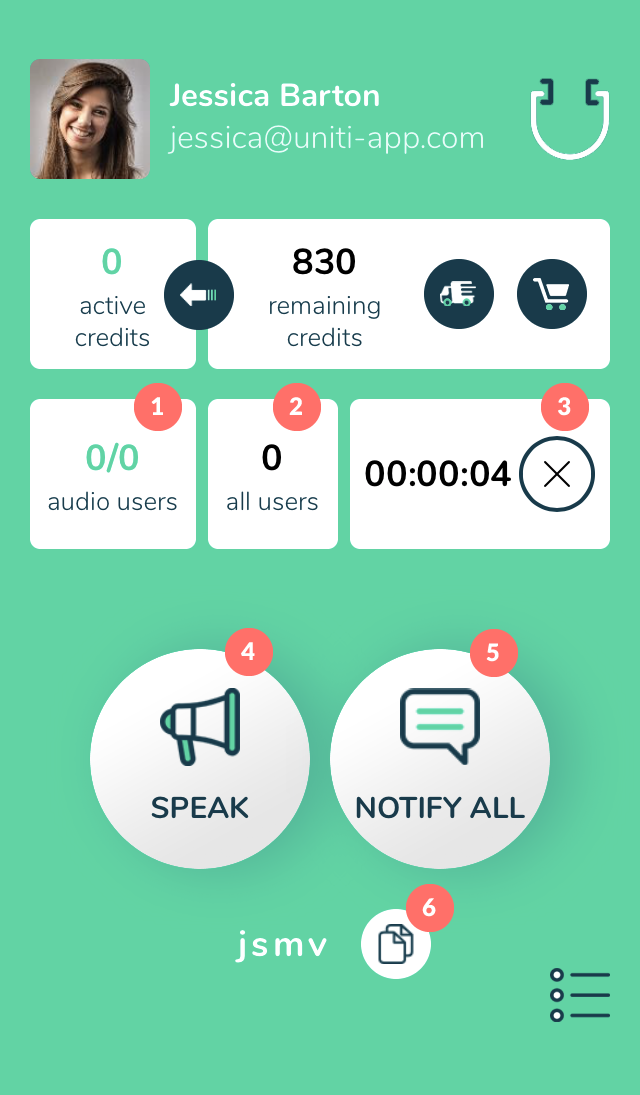 Jessica Barton
jessica@uniti-app.com
0
active
credits
830
remaining
credits
1
0/0
audio users
2
0
all users
3
00:00:04
4
SPEAK
5
NOTIFY ALL
6
jsmv